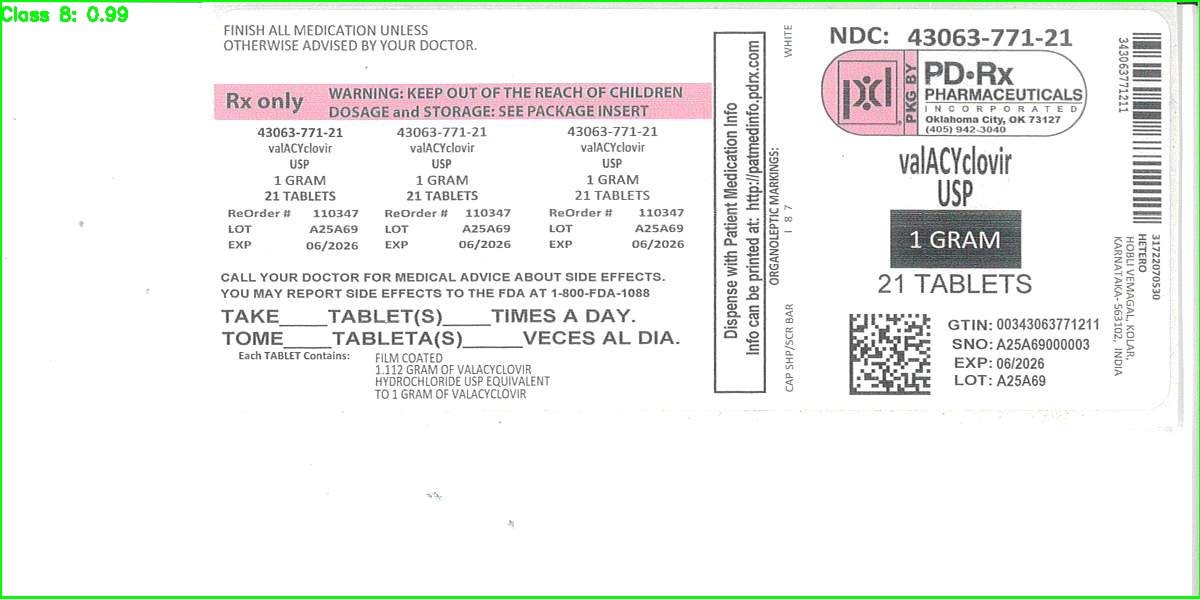 Class 8: 0.99
FINISH ALL MEDICATION UNLESS
OTHERWISE ADVISED BY YOUR DOCTOR.
Rx only
WARNING: KEEP OUT OF THE REACH OF CHILDREN
DOSAGE and STORAGE: SEE PACKAGE INSERT
43063-771-21 43063-771-21 43063-771-21
valACYclovir valACYclovir valACYclovir
USP USP USP
1 GRAM 1 GRAM 1 GRAM
21 TABLETS 21 TABLETS 21 TABLETS
ReOrder # 110347 ReOrder # 110347 ReOrder # 110347
LOT A25A69 LOT A25A69 LOT A25A69
EXP 06/2026 EXP 06/2026 EXP 06/2026
CALL YOUR DOCTOR FOR MEDICAL ADVICE ABOUT SIDE EFFECTS.
YOU MAY REPORT SIDE EFFECTS TO THE FDA AT 1-800-FDA-1088
TAKE____TABLET(S)____TIMES A DAY.
TOME____TABLETA(S)_____VECES AL DIA.
Each TABLET Contains:
FILM COATED
1.112 GRAM OF VALACYCLOVIR
HYDROCHLORIDE USP EQUIVALENT
TO 1 GRAM OF VALACYCLOVIR
Dispense with Patient Medication Info
Info can be printed at: http://patmedinfo.pdrx.com
ORGANOLEPTIC MARKINGS:
CAP SHP/SCR BAR I 87 WHITE
NDC: 43063-771-21
PKG BY
PD•Rx
PHARMACEUTICALS
INCORPORATED
Oklahoma City, OK 73127
(405) 942-3040
valACYclovir
USP
1 GRAM
21 TABLETS
GTIN: 00343063771211
SNO: A25A69000003
EXP: 06/2026
LOT: A25A69
343063771211
31722070530
HETERO
HOBLI VEMAGAL, KOLAR,
KARNATAKA- 563102, INDIA